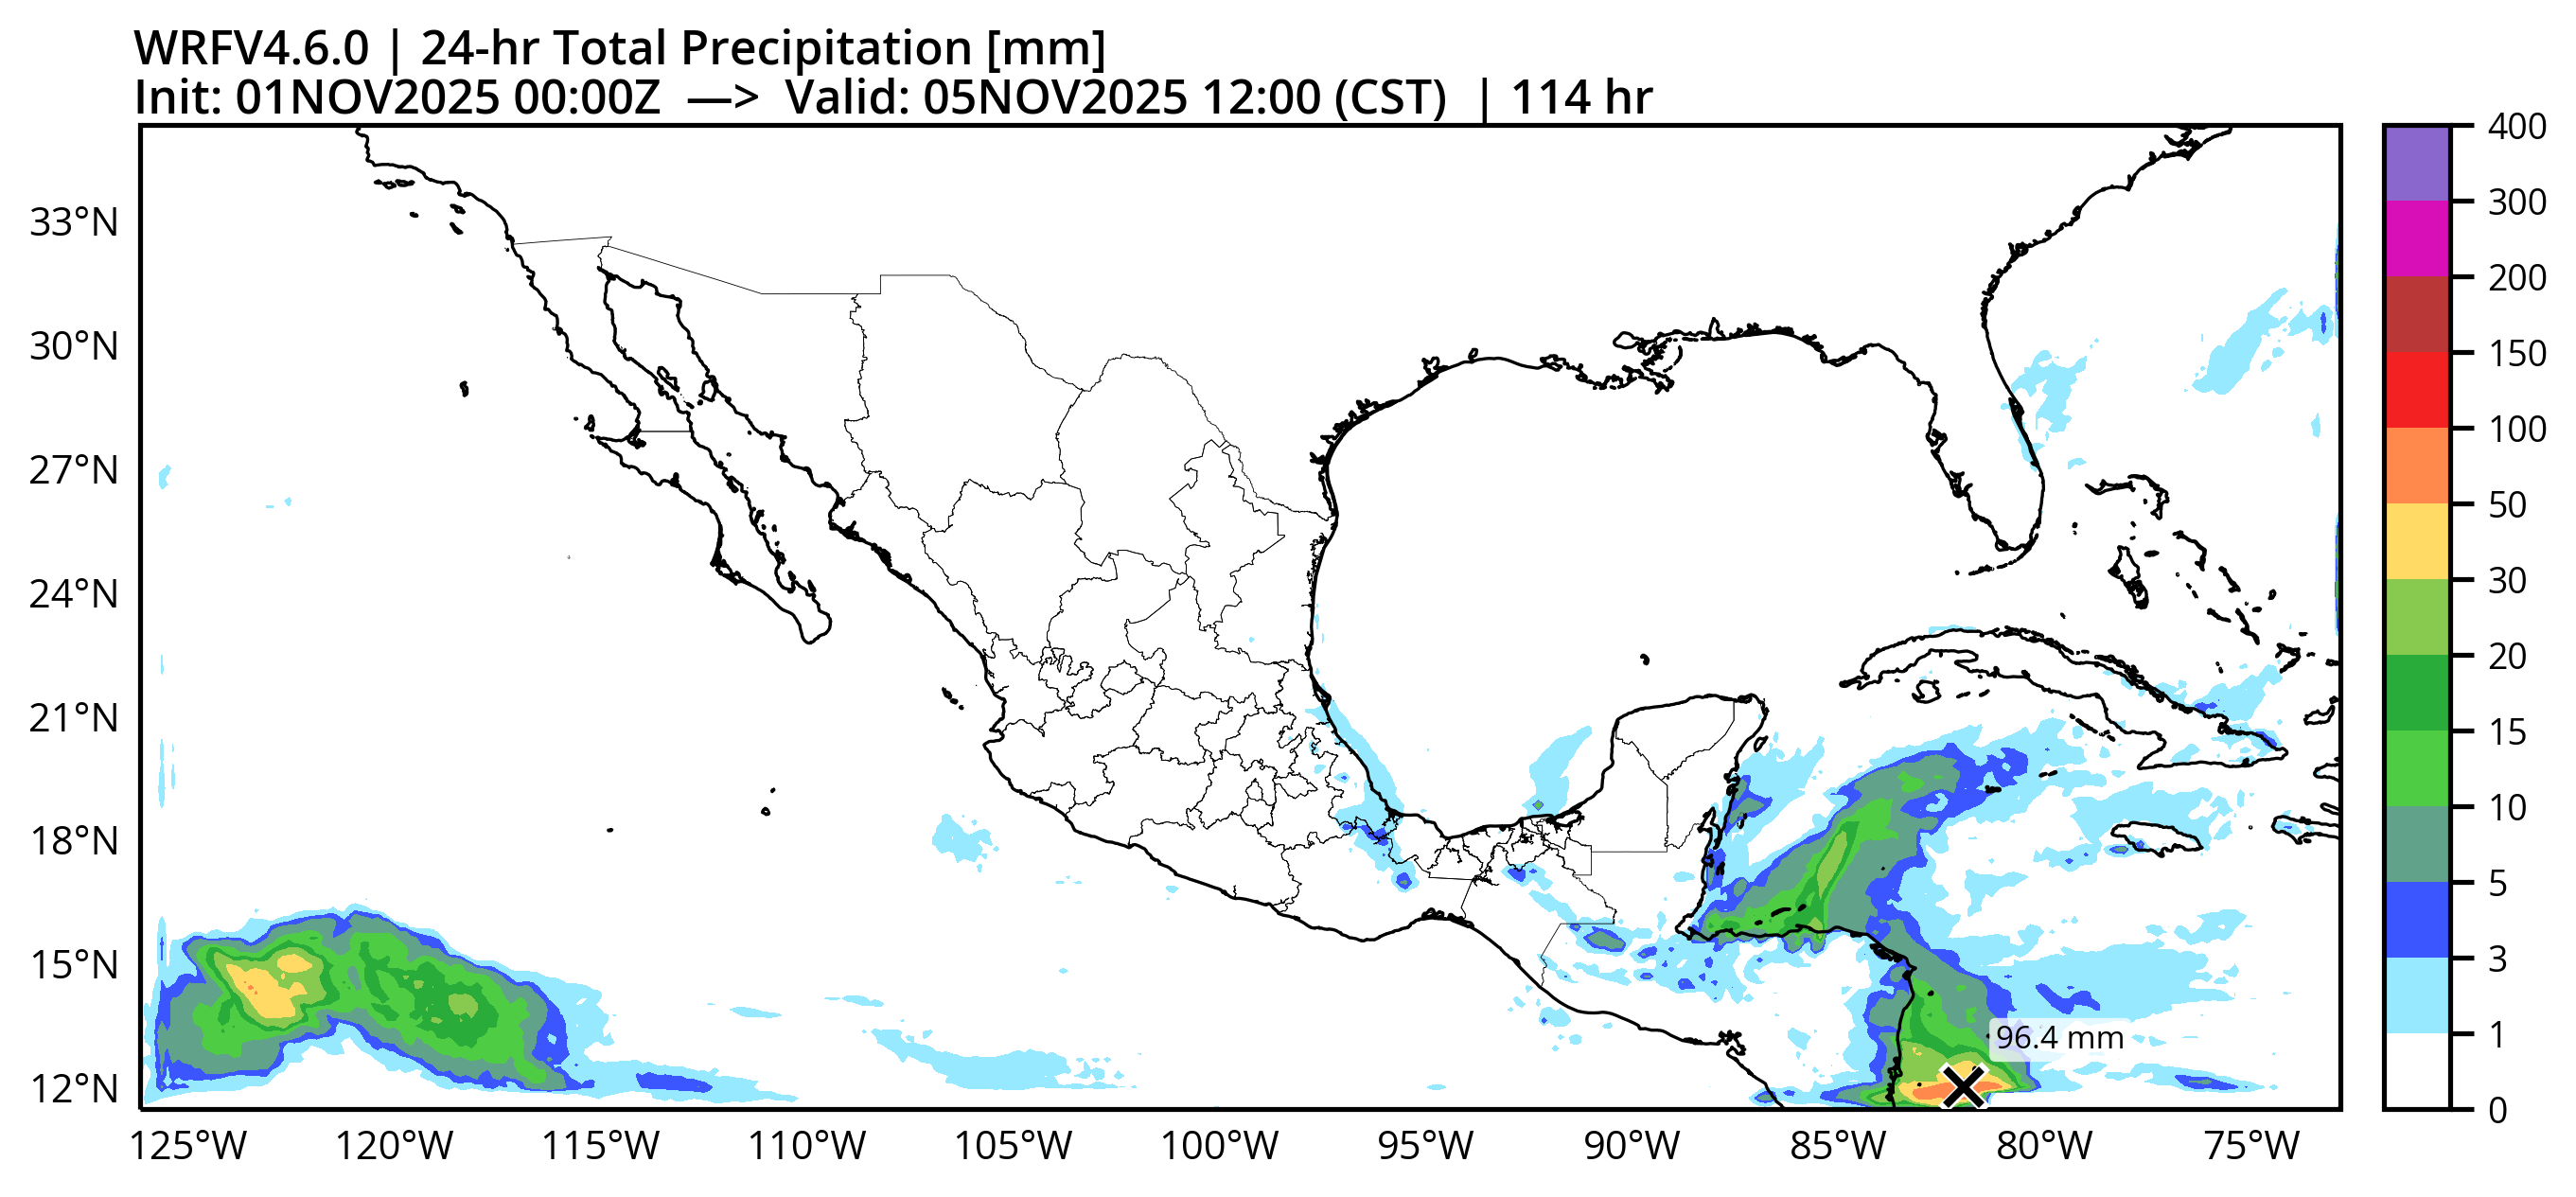 WRFV4.6.0 | 24-hr Total Precipitation [mm]
Init: 01NOV2025 00:00Z —> Valid: 05NOV2025 12:00 (CST) | 114 hr
400
300
200
150
100
50
30
20
15
10
5
3
1
0
33°N
30°N
27°N
24°N
21°N
18°N
15°N
12°N
96.4 mm
125°W 120°W 115°W 110°W 105°W 100°W 95°W 90°W 85°W 80°W 75°W